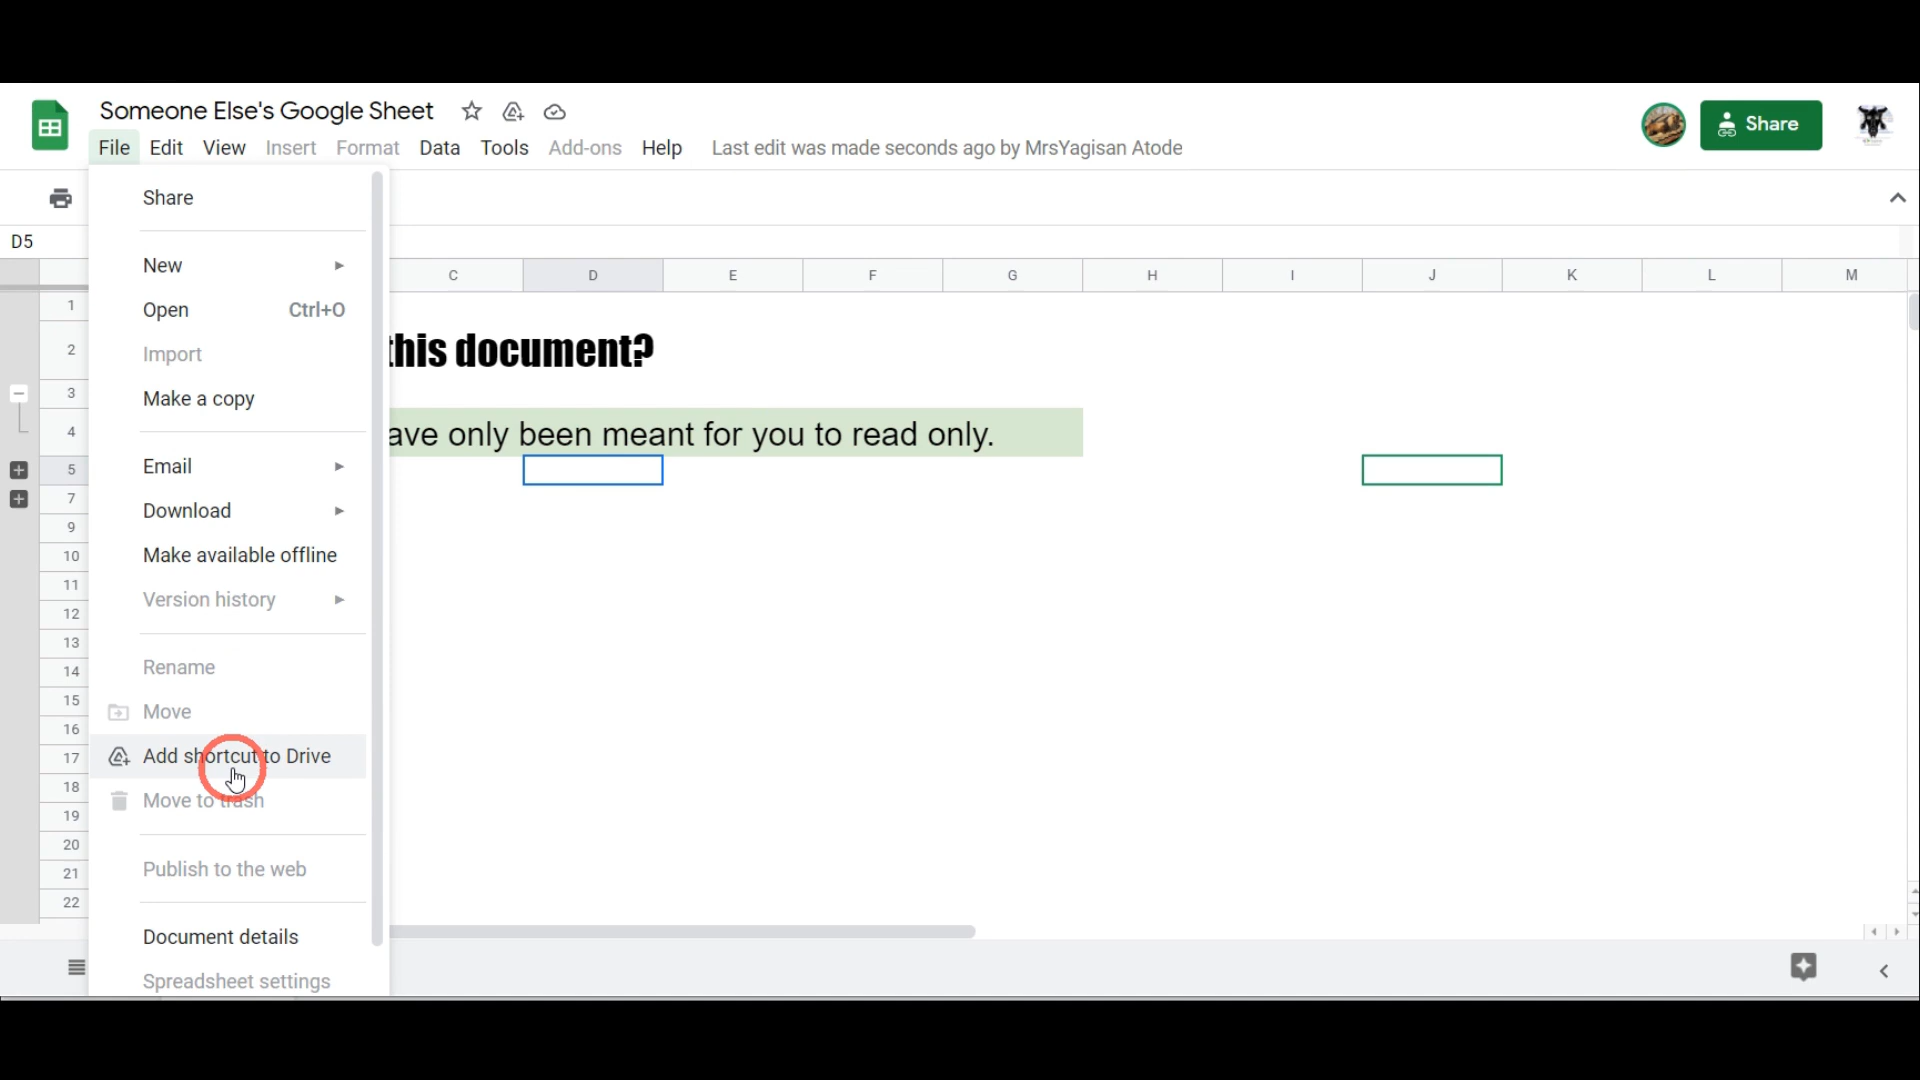 Someone Else's Google Sheet
File Edit View Insert Format Data Tools Add-ons Help Last edit was made seconds ago by MrsYagisan Atode
Share
D5
C D E F G H I J K L M
Share
New
Open Ctrl+O
Import
Make a copy
Email
Download
Make available offline
Version history
Rename
Move
Add shortcut to Drive
Move to trash
Publish to the web
Document details
Spreadsheet settings
1
2
3
4
5
7
9
10
11
12
13
14
15
16
17
18
19
20
21
22
this document?
ave only been meant for you to read only.